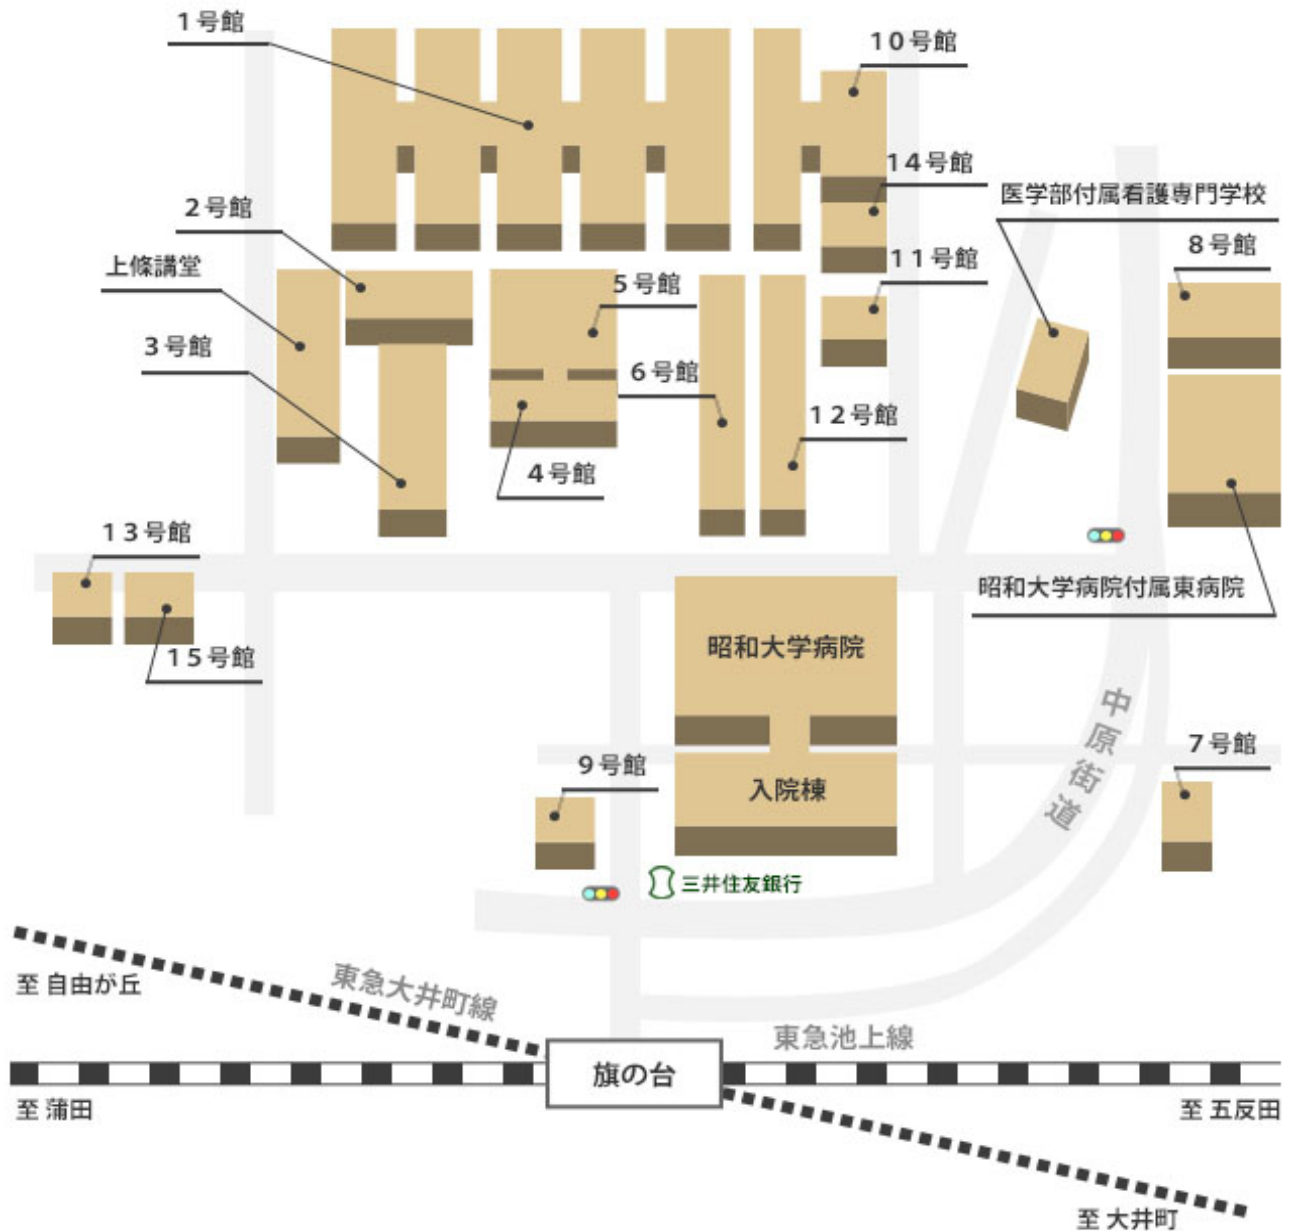 1号館
10号館
14号館
医学部付属看護専門学校
2号館
8号館
上條講堂
5号館
11号館
3号館
6号館
12号館
4号館
13号館
昭和大学病院付属東病院
15号館
昭和大学病院
中原街道
7号館
9号館
入院棟
三井住友銀行
至 自由が丘
東急大井町線
東急池上線
旗の台
至 蒲田
至 五反田
至 大井町